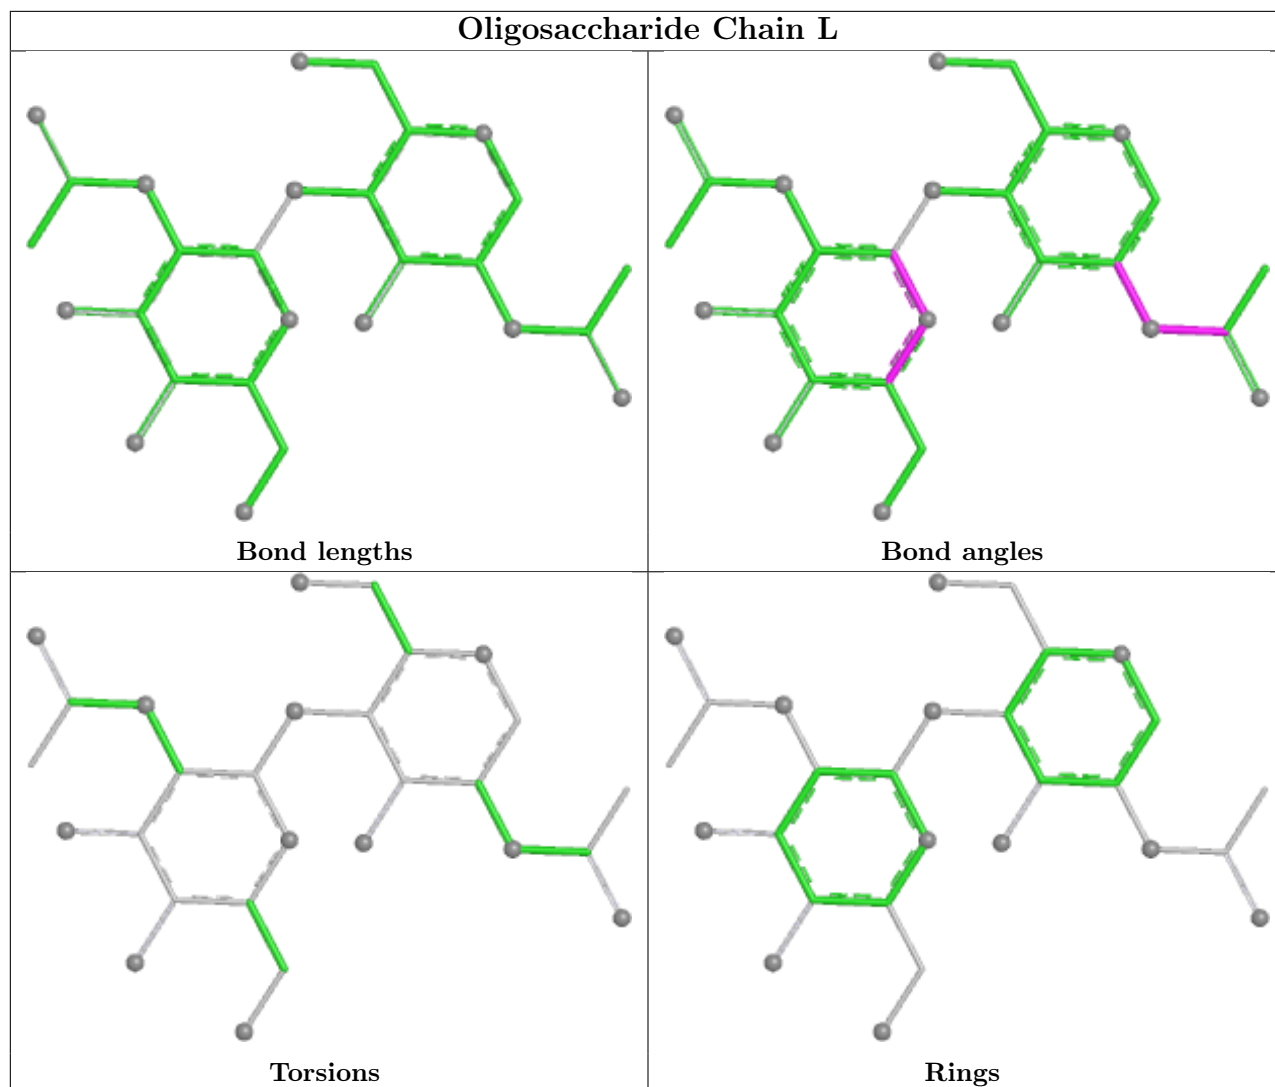 Oligosaccharide Chain L
Bond lengths
Bond angles
Torsions
Rings